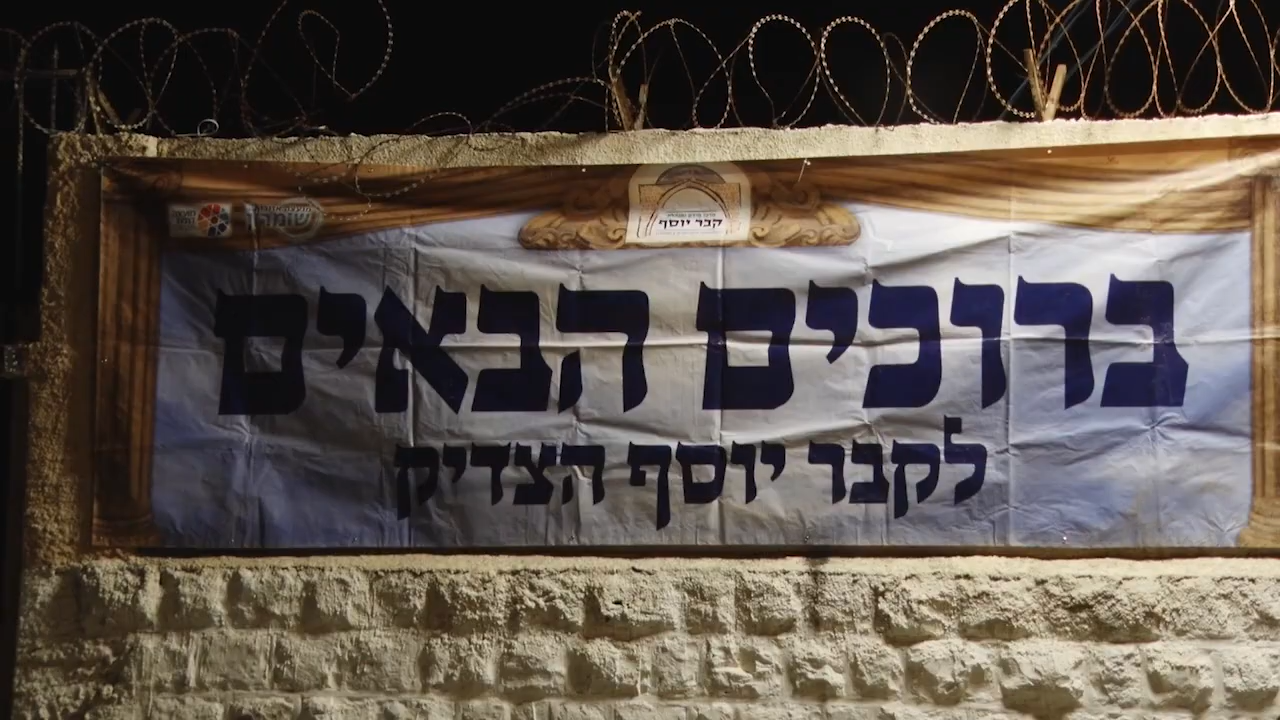 קבר יוסף
שומרון
ברוכים הבאים
לקבר יוסף הצדיק